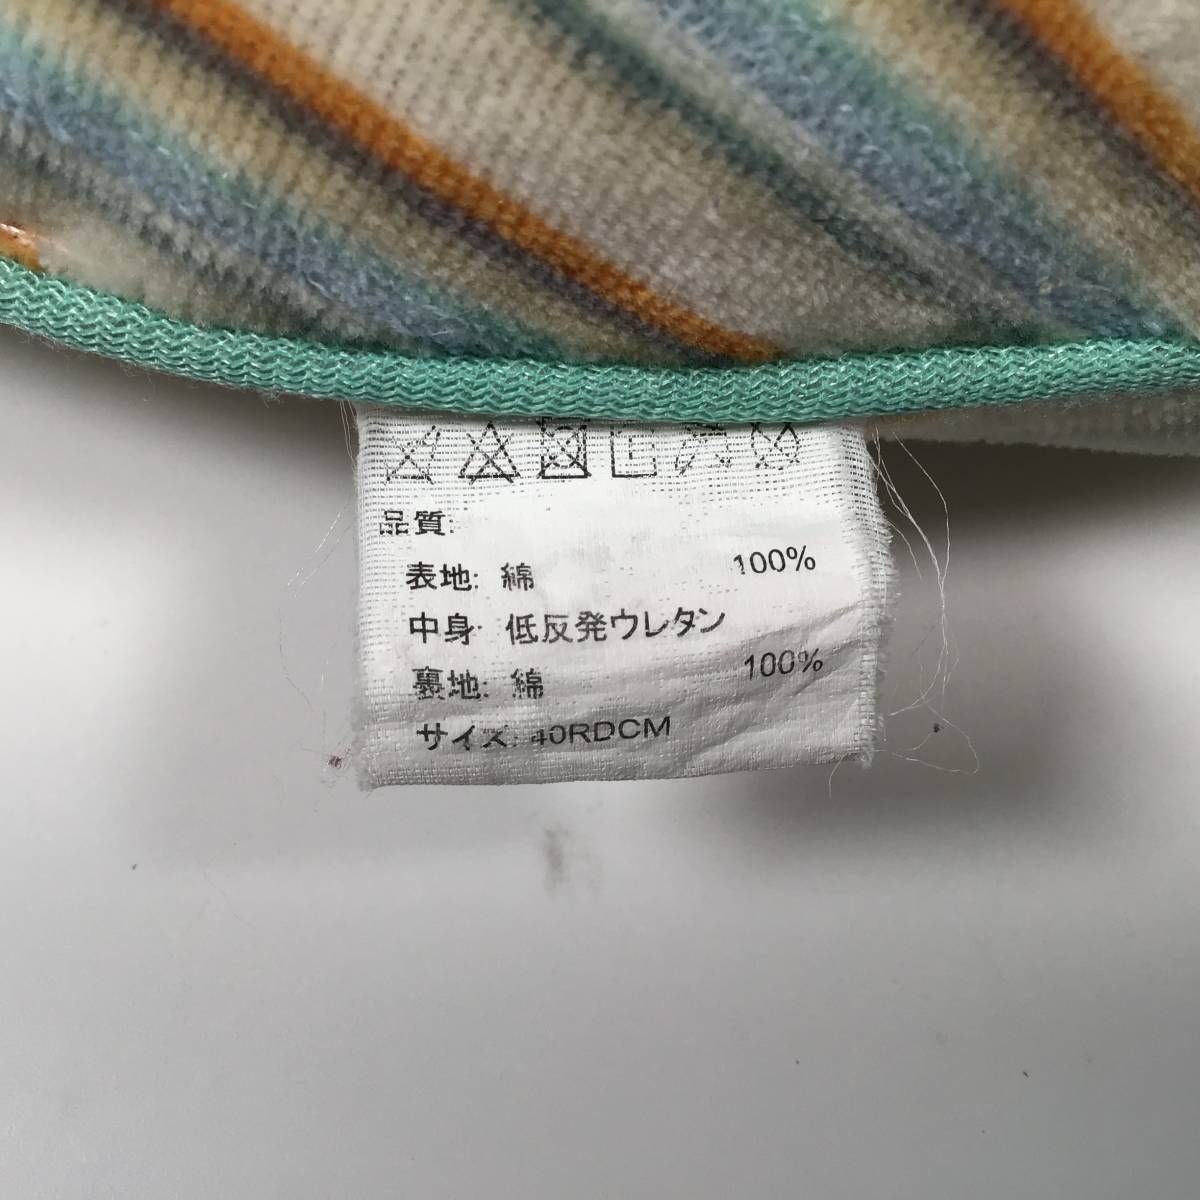 品質:
表地: 綿 100%
中身: 低反発ウレタン
裏地: 綿 100%
サイズ: 40RDCM